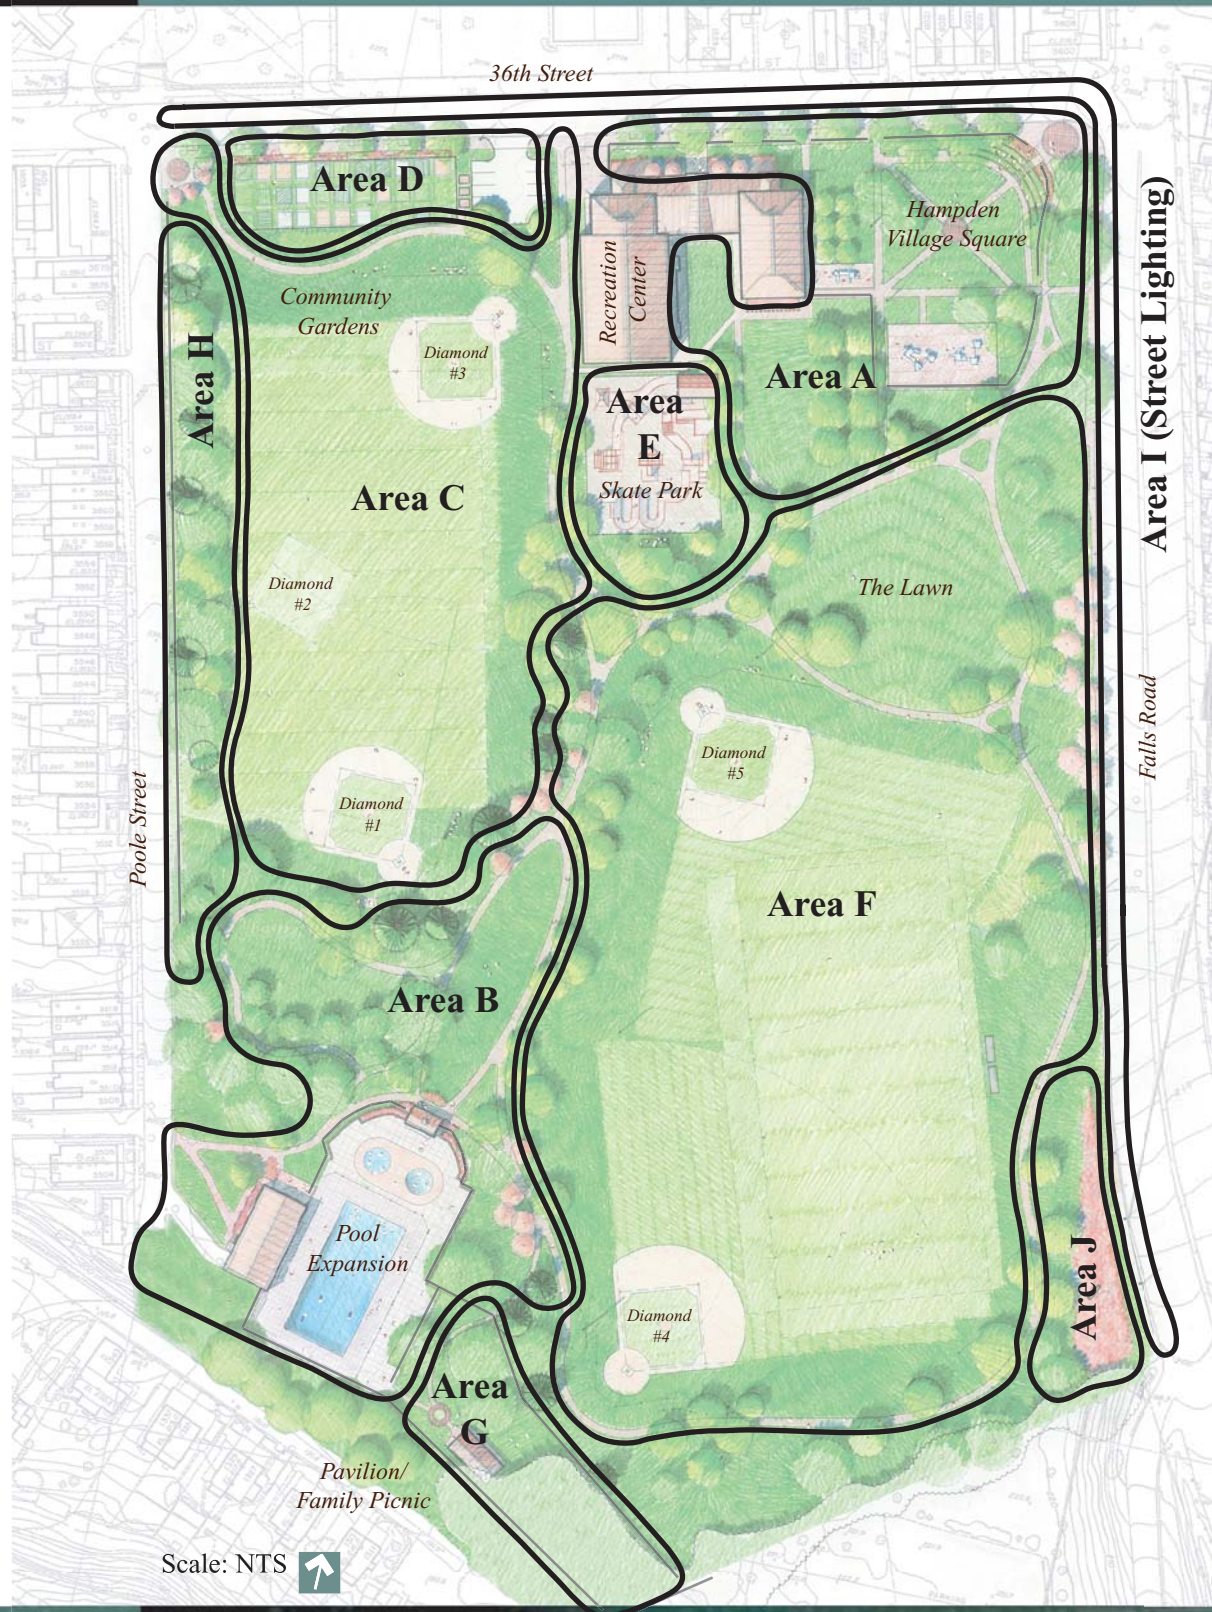 36th Street
Area D
Hampden
Village Square
Area I (Street Lighting)
Recreation
Center
Community
Gardens
Diamond
#3
Area H
Area A
Area
E
Skate Park
Area C
Diamond
#2
The Lawn
Diamond
#5
Falls Road
Poole Street
Diamond
#1
Area F
Area B
Pool
Expansion
Area J
Diamond
#4
Area
G
Pavilion/
Family Picnic
Scale: NTS